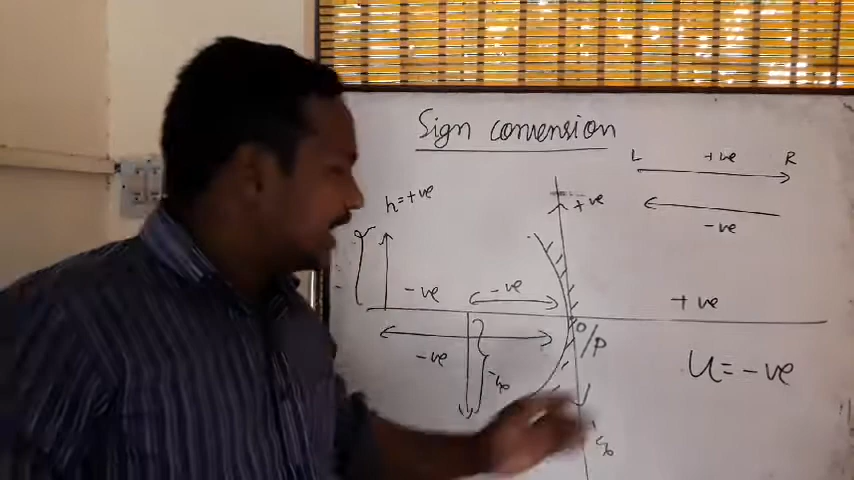 Sign convension
L +ve R
-ve
h=+ve
+ve
-ve
-ve
+ve
-ve
O/P
U=-ve